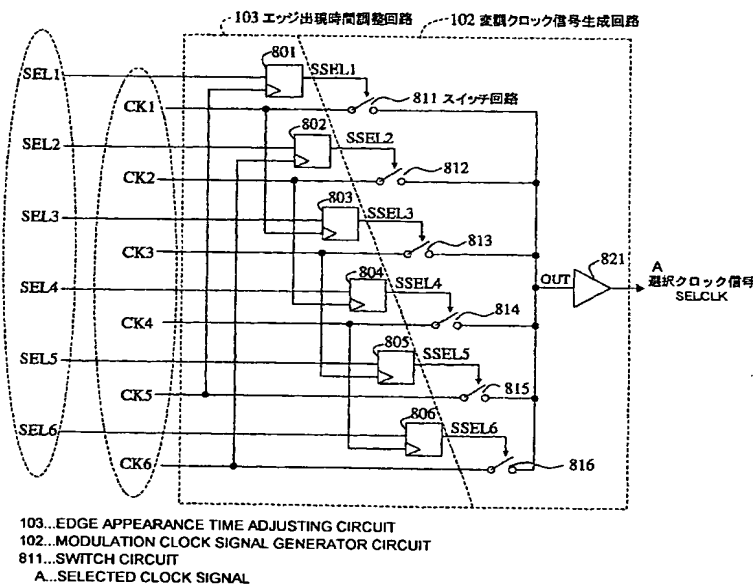 103 エッジ出現時間調整回路
102 変調クロック信号生成回路
801
SEL1
SSEL1
CK1
811 スイッチ回路
802
SEL2
SSEL2
CK2
812
803
SEL3
SSEL3
CK3
813
821
804
SEL4
SSEL4
OUT
A
選択クロック信号
SELCLK
CK4
814
805
SEL5
SSEL5
CK5
815
806
SEL6
SSEL6
CK6
816
103...EDGE APPEARANCE TIME ADJUSTING CIRCUIT
102...MODULATION CLOCK SIGNAL GENERATOR CIRCUIT
811...SWITCH CIRCUIT
A...SELECTED CLOCK SIGNAL